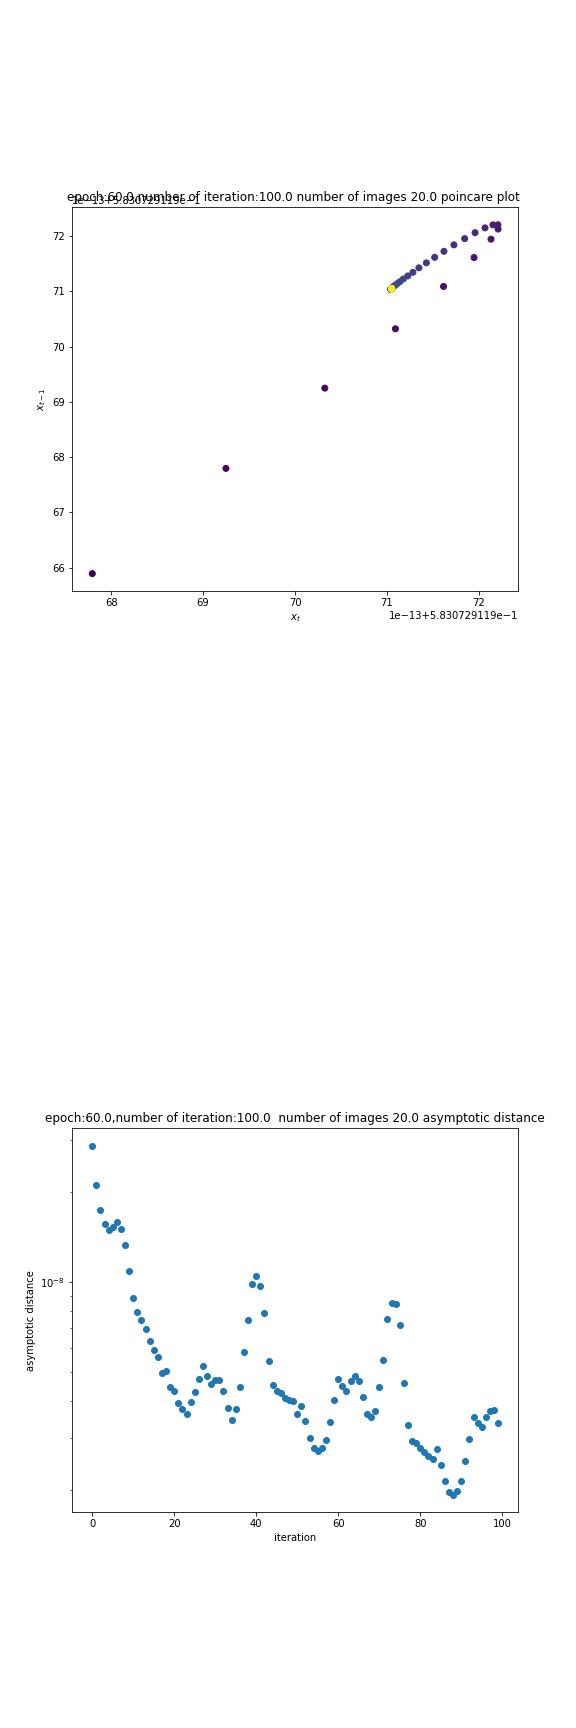 epoch:60.0,number of iteration:100.0 number of images 20.0 poincare plot
1e−13+5.830729119e−1
72
71
70
69
68
67
66
x_{t−1}
68 69 70 71 72
x_t
1e−13+5.830729119e−1
epoch:60.0,number of iteration:100.0  number of images 20.0 asymptotic distance
10^{−8}
asymptotic distance
0 20 40 60 80 100
iteration